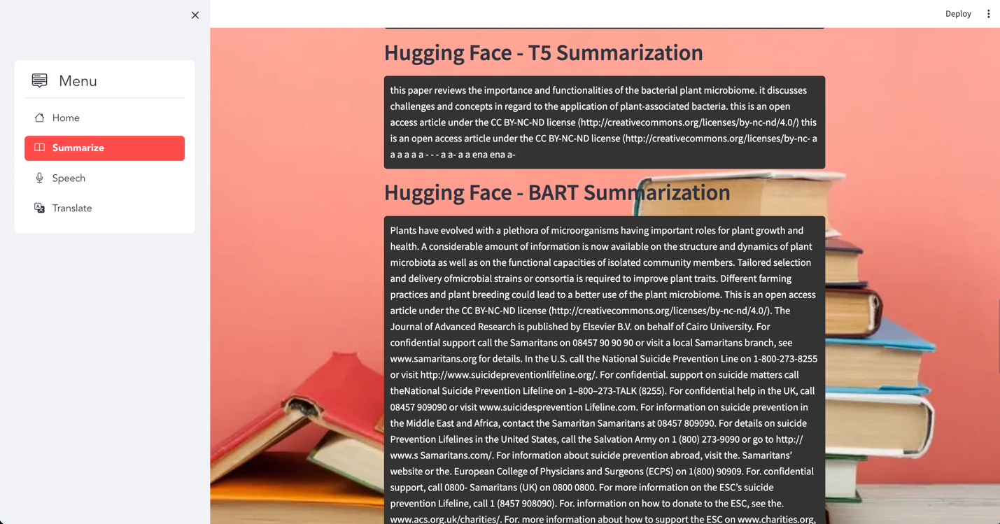 Deploy
Menu
Home
Summarize
Speech
Translate
Hugging Face - T5 Summarization
this paper reviews the importance and functionalities of the bacterial plant microbiome. it discusses
challenges and concepts in regard to the application of plant-associated bacteria. this is an open
access article under the CC BY-NC-ND license (http://creativecommons.org/licenses/by-nc-nd/4.0/) this
is an open access article under the CC BY-NC-ND license (http://creativecommons.org/licenses/by-nc- a
a a a a a - - - a a- a a ena ena a-
Hugging Face - BART Summarization
Plants have evolved with a plethora of microorganisms having important roles for plant growth and
health. A considerable amount of information is now available on the structure and dynamics of plant
microbiota as well as on the functional capacities of isolated community members. Tailored selection
and delivery ofmicrobial strains or consortia is required to improve plant traits. Different farming
practices and plant breeding could lead to a better use of the plant microbiome. This is an open access
article under the CC BY-NC-ND license (http://creativecommons.org/licenses/by-nc-nd/4.0/). The
Journal of Advanced Research is published by Elsevier B.V. on behalf of Cairo University. For
confidential support call the Samaritans on 08457 90 90 90 or visit a local Samaritans branch, see
www.samaritans.org for details. In the U.S. call the National Suicide Prevention Line on 1-800-273-8255
or visit http://www.suicidepreventionlifeline.org/. For confidential. support on suicide matters call
theNational Suicide Prevention Lifeline on 1–800–273-TALK (8255). For confidential help in the UK, call
08457 909090 or visit www.suicidesprevention Lifeline.com. For information on suicide prevention in
the Middle East and Africa, contact the Samaritan Samaritans at 08457 809090. For details on suicide
Prevention Lifelines in the United States, call the Salvation Army on 1 (800) 273-9090 or go to http://
www.s Samaritans.com/. For information about suicide prevention abroad, visit the. Samaritans’
website or the. European College of Physicians and Surgeons (ECPS) on 1(800) 90909. For. confidential
support, call 0800- Samaritans (UK) on 0800 0800. For more information on the ESC’s suicide
prevention Lifeline, call 1 (8457 908090). For. information on how to donate to the ESC, see the.
www.acs.org.uk/charities/. For. more information about how to support the ESC on www.charities.org,